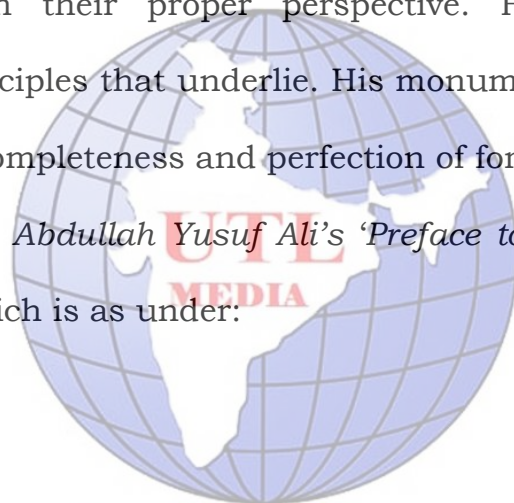 their proper perspective.
ciples that underlie. His monum
ompleteness and perfection of for
Abdullah Yusuf Ali's 'Preface to
ich is as under:
UTL
MEDIA